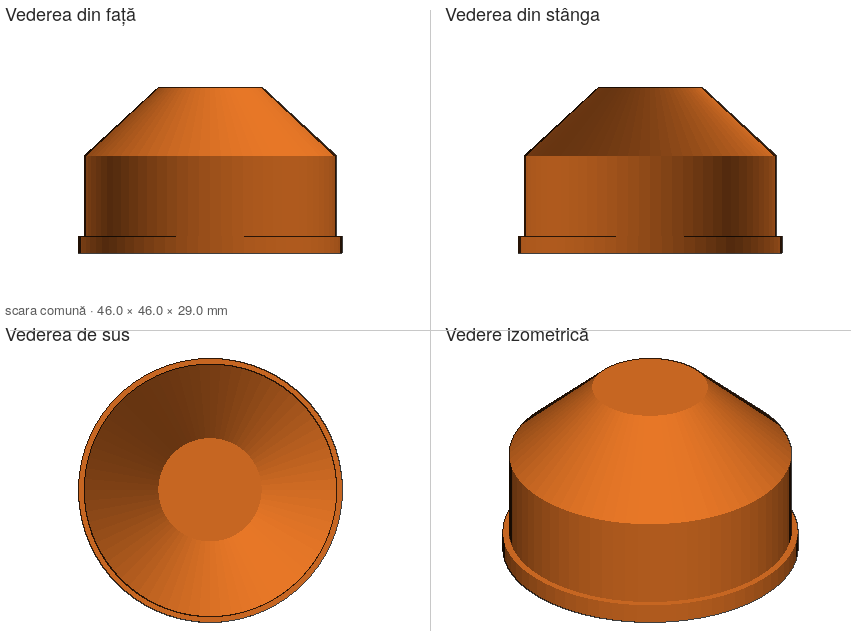 Vederea din față
Vederea din stânga
scara comună · 46.0 × 46.0 × 29.0 mm
Vederea de sus
Vedere izometrică